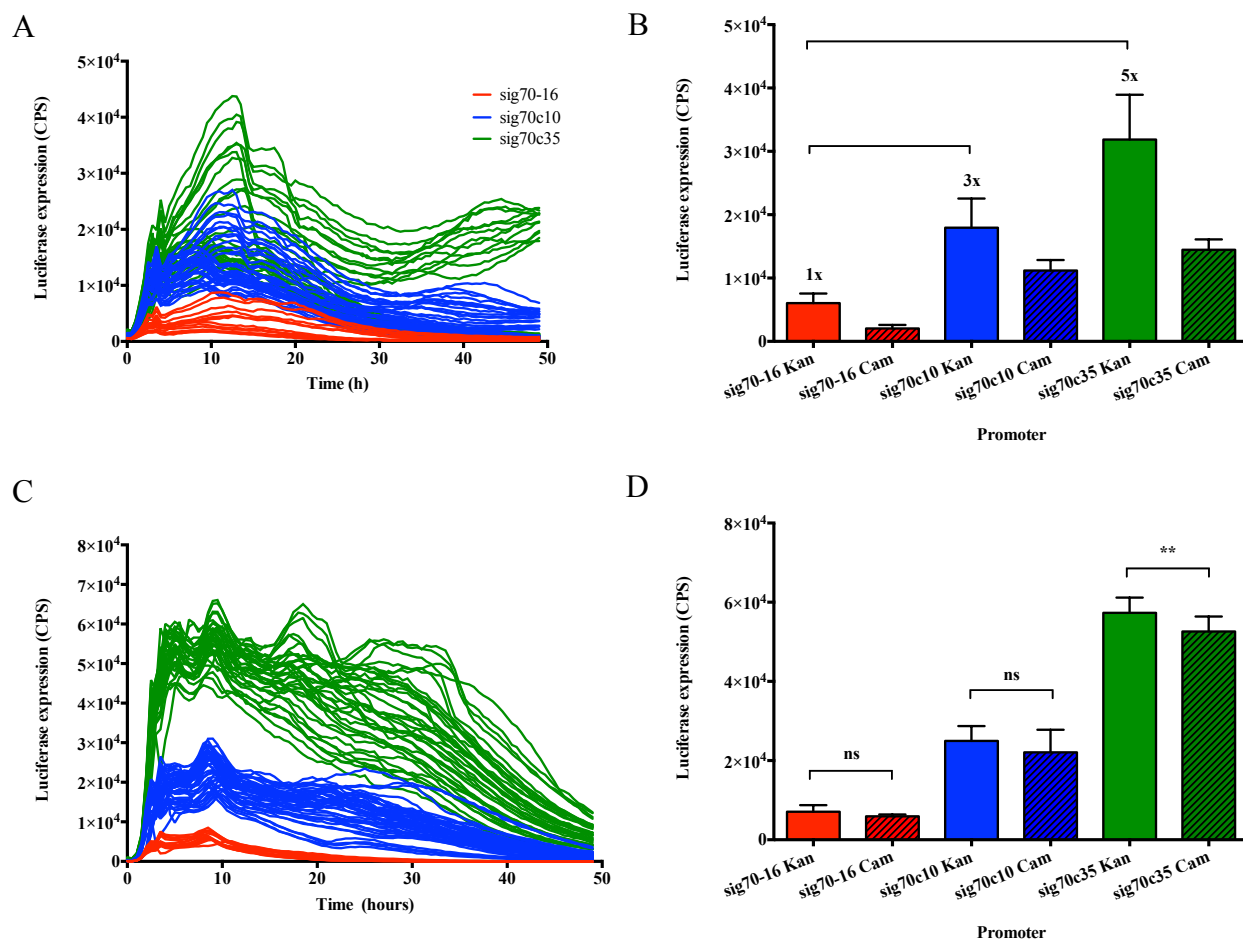 A
Luciferase expression (CPS)
5×10⁴
4×10⁴
3×10⁴
2×10⁴
1×10⁴
0
0
10
20
30
40
50
Time (h)
sig70-16
sig70c10
sig70c35
B
Luciferase expression (CPS)
5×10⁴
4×10⁴
3×10⁴
2×10⁴
1×10⁴
0
1x
3x
5x
sig70-16 Kan
sig70-16 Cam
sig70c10 Kan
sig70c10 Cam
sig70c35 Kan
sig70c35 Cam
Promoter
C
Luciferase expression (CPS)
8×10⁴
7×10⁴
6×10⁴
5×10⁴
4×10⁴
3×10⁴
2×10⁴
1×10⁴
0
0
10
20
30
40
50
Time (hours)
D
Luciferase expression (CPS)
8×10⁴
6×10⁴
4×10⁴
2×10⁴
0
ns
ns
**
sig70-16 Kan
sig70-16 Cam
sig70c10 Kan
sig70c10 Cam
sig70c35 Kan
sig70c35 Cam
Promoter